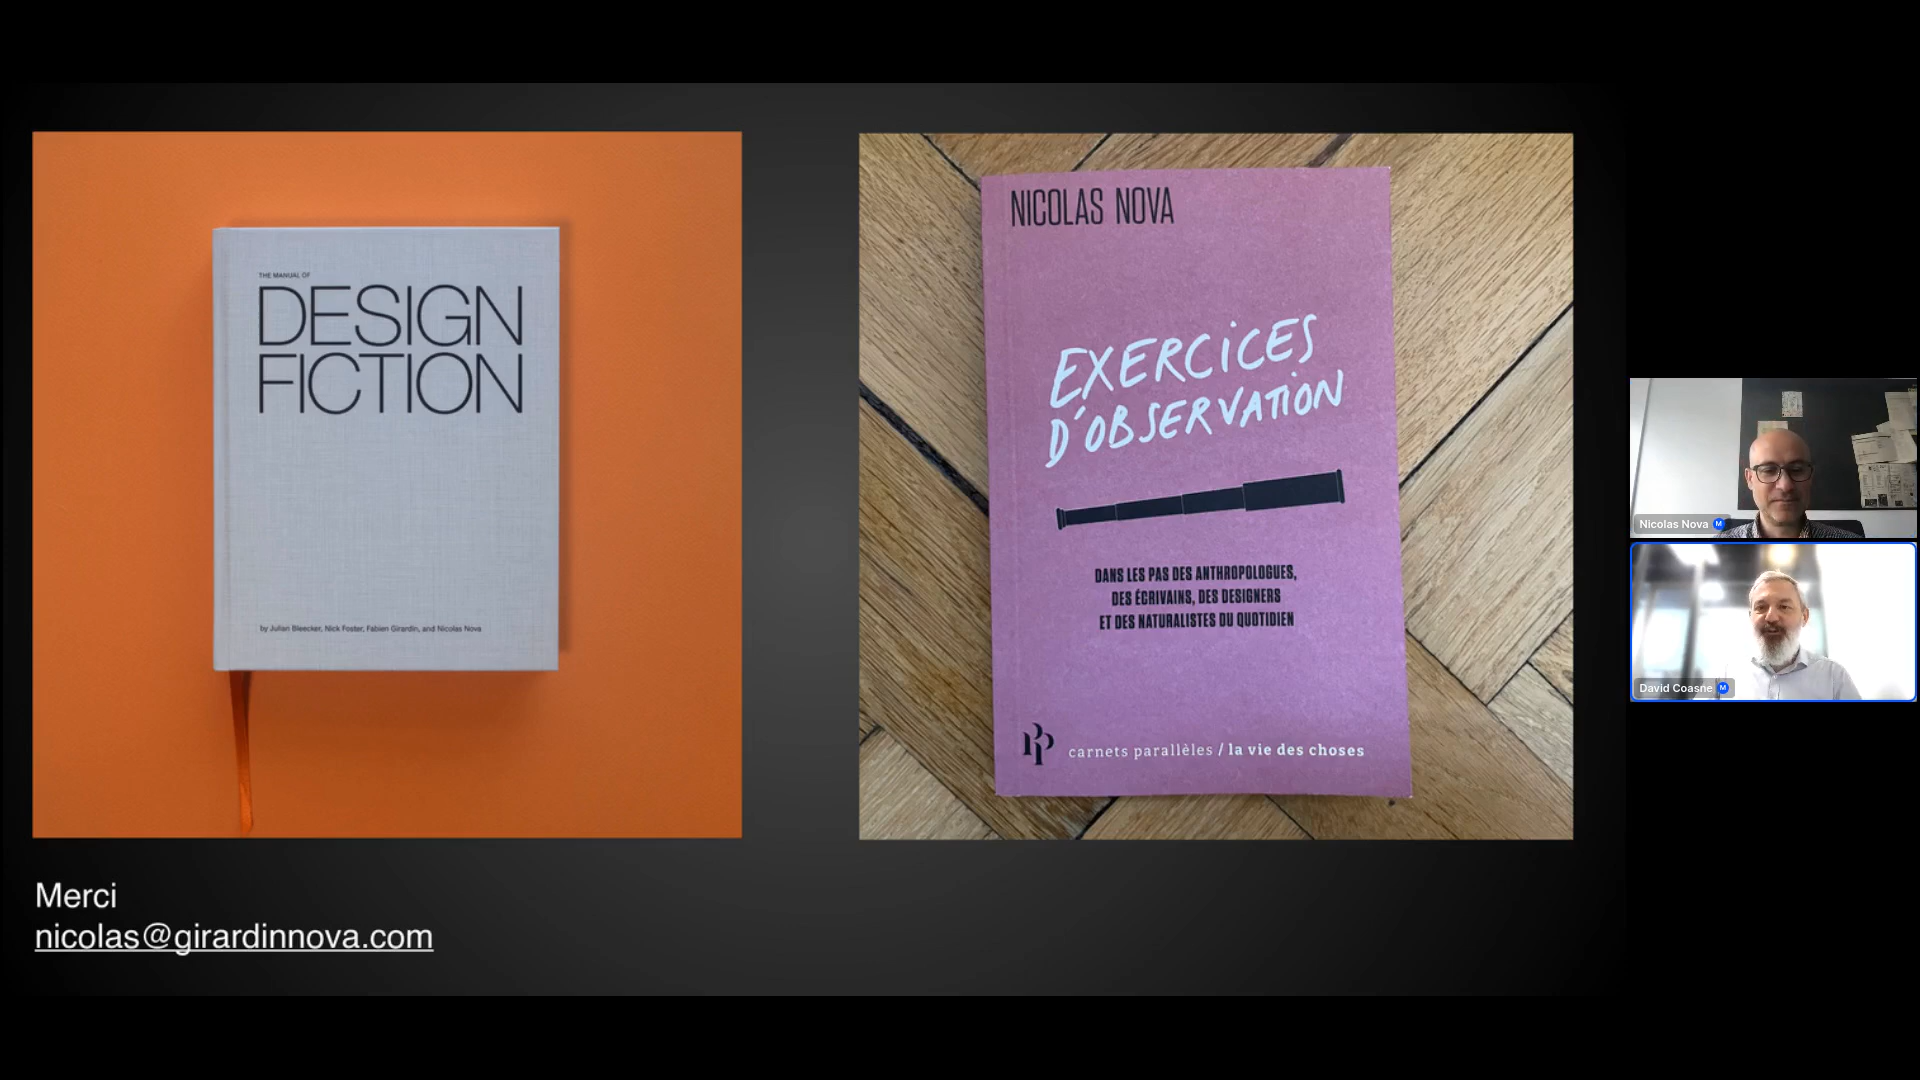 THE MANUAL OF
DESIGN
FICTION
by Julian Bleecker, Nick Foster, Fabien Girardin, and Nicolas Nova
NICOLAS NOVA
EXERCICES
D'OBSERVATION
DANS LES PAS DES ANTHROPOLOGUES,
DES ÉCRIVAINS, DES DESIGNERS
ET DES NATURALISTES DU QUOTIDIEN
carnets parallèles / la vie des choses
Merci
nicolas@girardinnova.com
Nicolas Nova M
David Coasne M